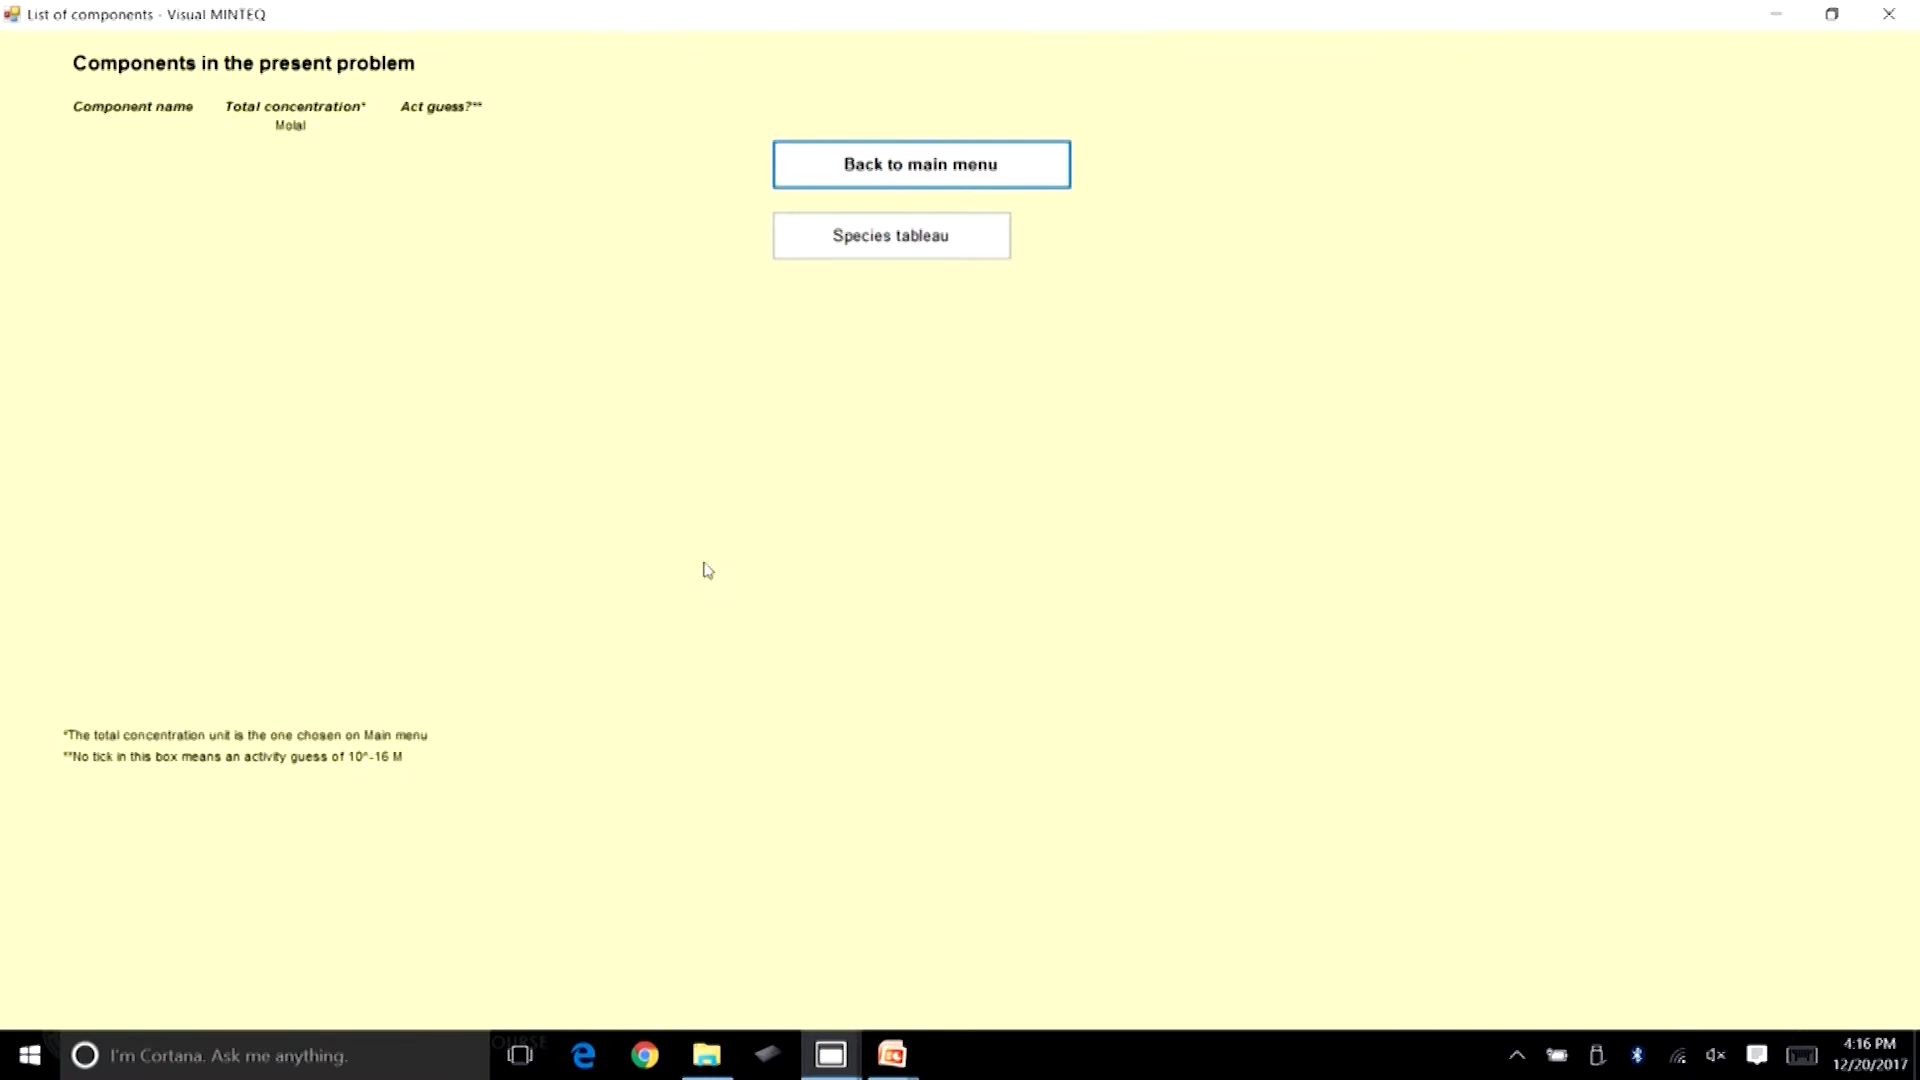 List of components - Visual MINTEQ
Components in the present problem
Component name Total concentration* Act guess?**
Molal
Back to main menu
Species tableau
*The total concentration unit is the one chosen on Main menu
**No tick in this box means an activity guess of 10^-16 M
I'm Cortana. Ask me anything.
4:16 PM
12/20/2017